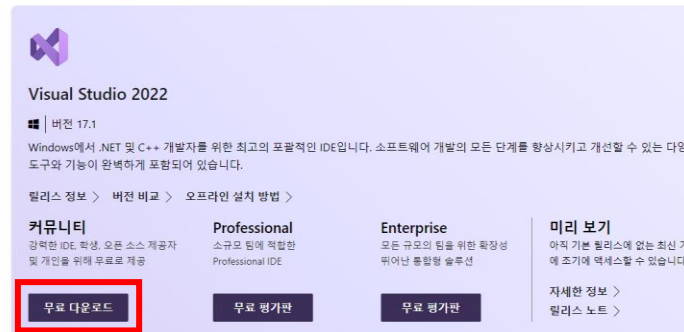 Visual Studio 2022
버전 17.1
Windows에서 .NET 및 C++ 개발자를 위한 최고의 포괄적인 IDE입니다. 소프트웨어 개발의 모든 단계를 향상시키고 개선할 수 있는 다양
도구와 기능이 완벽하게 포함되어 있습니다.
릴리스 정보 〉 버전 비교 〉 오프라인 설치 방법 〉
커뮤니티
강력한 IDE, 학생, 오픈 소스 제공자
및 개인을 위해 무료로 제공
무료 다운로드
Professional
소규모 팀에 적합한
Professional IDE
무료 평가판
Enterprise
모든 규모의 팀을 위한 확장성
뛰어난 통합형 솔루션
무료 평가판
미리 보기
아직 기본 릴리스에 없는 최신
에 조기에 액세스할 수 있습니다
자세한 정보 〉
릴리스 노트 〉